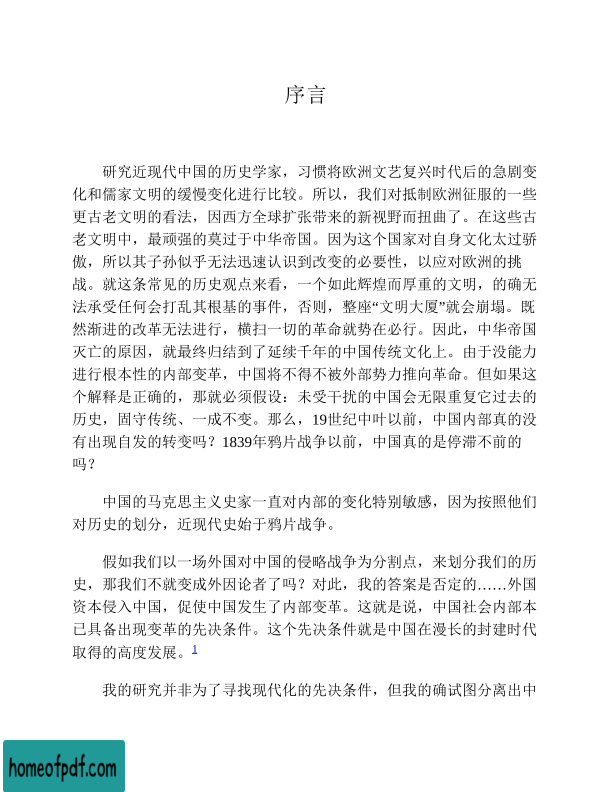 序言
研究近现代中国的历史学家，习惯将欧洲文艺复兴时代后的急剧变
化和儒家文明的缓慢变化进行比较。所以，我们对抵制欧洲征服的一些
更古老文明的看法，因西方全球扩张带来的新视野而扭曲了。在这些古
老文明中，最顽强的莫过于中华帝国。因为这个国家对自身文化太过骄
傲，所以其子孙似乎无法迅速认识到改变的必要性，以应对欧洲的挑
战。就这条常见的历史观点来看，一个如此辉煌而厚重的文明，的确无
法承受任何会打乱其根基的事件，否则，整座“文明大厦”就会崩塌。既
然渐进的改革无法进行，横扫一切的革命就势在必行。因此，中华帝国
灭亡的原因，就最终归结到了延续千年的中国传统文化上。由于没能力
进行根本性的内部变革，中国将不得不被外部势力推向革命。但如果这
个解释是正确的，那就必须假设：未受干扰的中国会无限重复它过去的
历史，固守传统、一成不变。那么，19世纪中叶以前，中国内部真的没
有出现自发的转变吗？1839年鸦片战争以前，中国真的是停滞不前的
吗？
中国的马克思主义史家一直对内部的变化特别敏感，因为按照他们
对历史的划分，近现代史始于鸦片战争。
假如我们以一场外国对中国的侵略战争为分割点，来划分我们的历
史，那我们不就变成外因论者了吗？对此，我的答案是否定的……外国
资本侵入中国，促使中国发生了内部变革。这就是说，中国社会内部本
已具备出现变革的先决条件。这个先决条件就是中国在漫长的封建时代
取得的高度发展。1
我的研究并非为了寻找现代化的先决条件，但我的确试图分离出中
homeofpdf.com